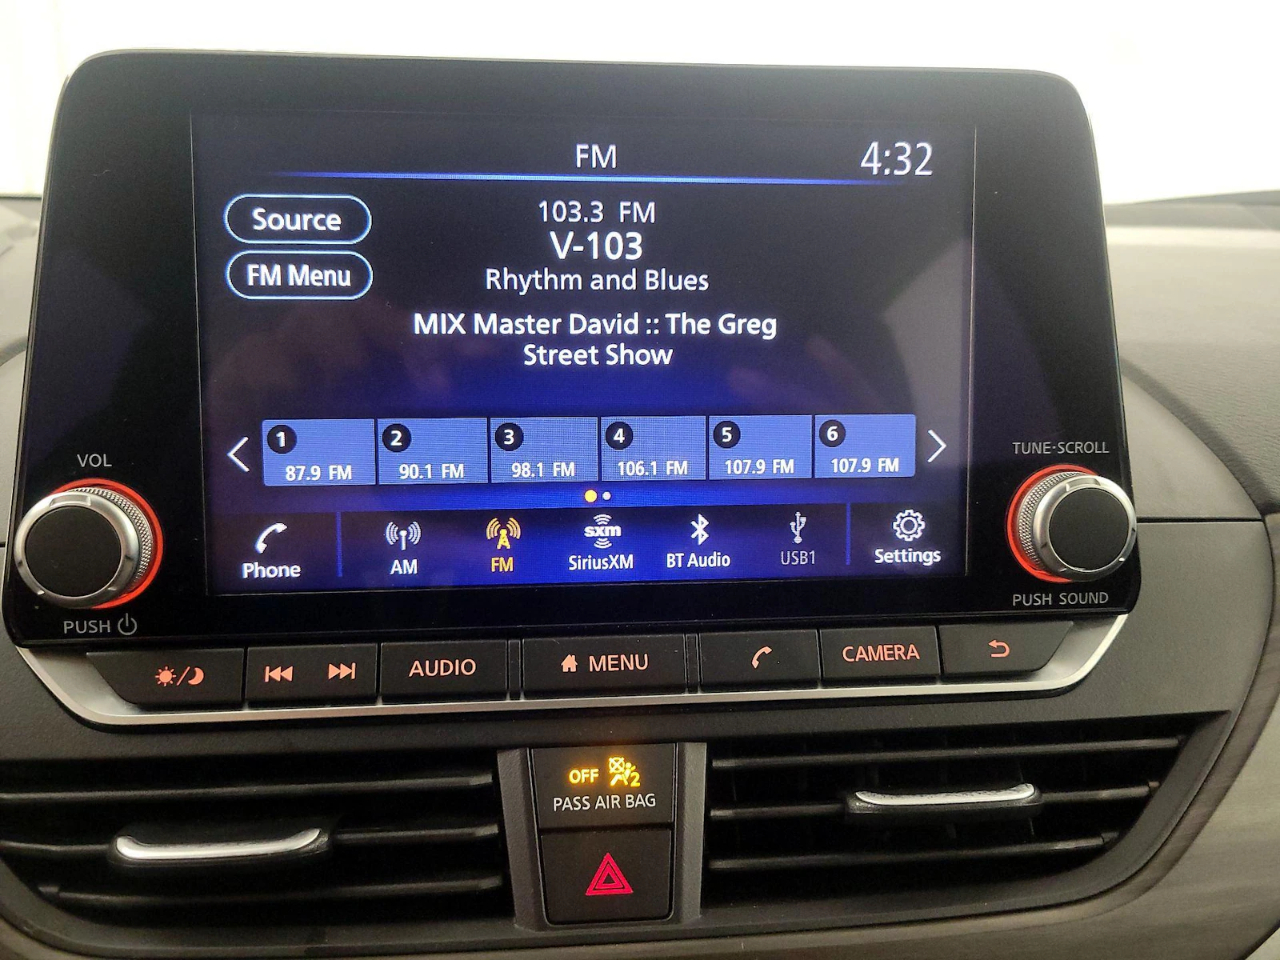 FM
4:32
Source
103.3 FM
V-103
FM Menu
Rhythm and Blues
MIX Master David :: The Greg
Street Show
1
87.9 FM
2
90.1 FM
3
98.1 FM
4
106.1 FM
5
107.9 FM
6
107.9 FM
VOL
TUNE·SCROLL
Phone
AM
FM
sxm
SiriusXM
BT Audio
USB1
Settings
PUSH
PUSH SOUND
AUDIO
MENU
CAMERA
OFF
2
PASS AIR BAG